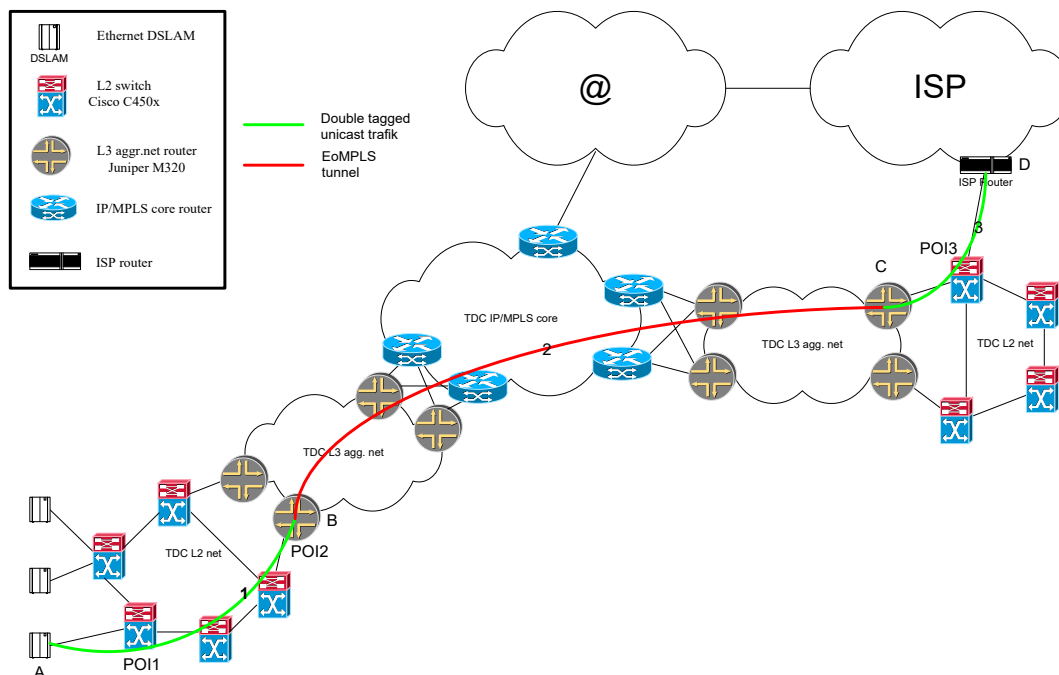 Ethernet DSLAM
DSLAM
L2 switch
Cisco C450x
L3 aggr.net router
Juniper M320
IP/MPLS core router
ISP router
Double tagged
unicast trafik
EoMPLS
tunnel
@
ISP
D
ISP Router
3
POI3
C
TDC IP/MPLS core
2
TDC L3 agg. net
TDC L2 net
TDC L3 agg. net
B
POI2
TDC L2 net
1
A
POI1